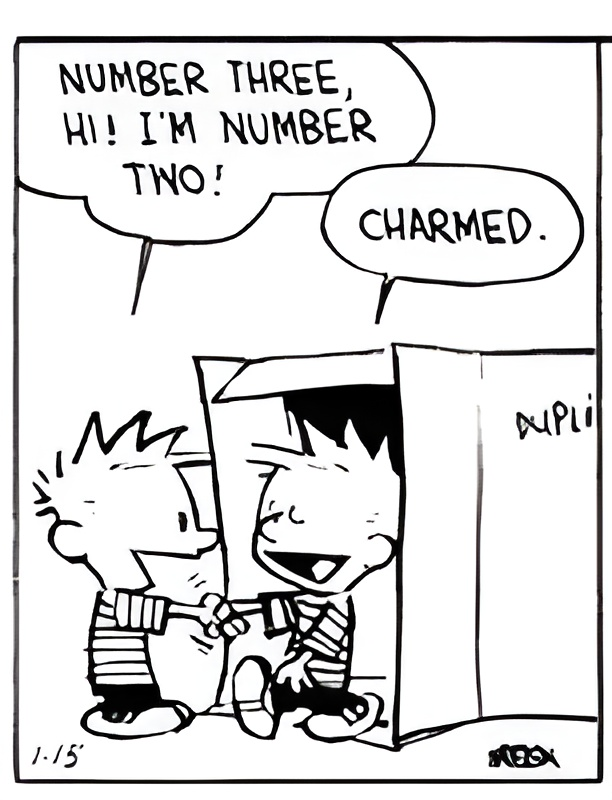 NUMBER THREE,
HI! I'M NUMBER
TWO!
CHARMED.
DUPLI
1-15